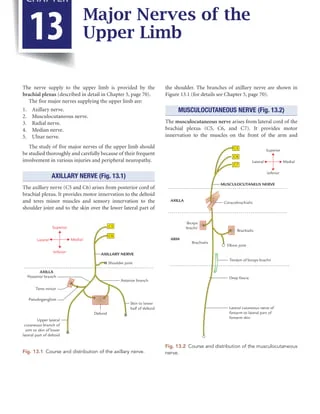 CHAPTER
13
Major Nerves of the
Upper Limb
The nerve supply to the upper limb is provided by the
brachial plexus (described in detail in Chapter 5, page 70).
The five major nerves supplying the upper limb are:
1. Axillary nerve.
2. Musculocutaneous nerve.
3. Radial nerve.
4. Median nerve.
5. Ulnar nerve.
The study of five major nerves of the upper limb should
be studied thoroughly and carefully because of their frequent
involvement in various injuries and peripheral neuropathy.
AXILLARY NERVE (Fig. 13.1)
The axillary nerve (C5 and C6) arises from posterior cord of
brachial plexus. It provides motor innervation to the deltoid
and teres minor muscles and sensory innervation to the
shoulder joint and to the skin over the lower lateral part of
Superior
Lateral
Medial
Inferior
C5
C6
AXILLARY NERVE
Shoulder joint
AXILLA
Posterior branch
Anterior branch
Teres minor
Pseudoganglion
Deltoid
Skin to lower
half of deltoid
Upper lateral
cutaneous branch of
arm to skin of lower
lateral part of deltoid
Fig. 13.1 Course and distribution of the axillary nerve.
the shoulder. The branches of axillary nerve are shown in
Figure 13.1 (for details see Chapter 5, page 70).
MUSCULOCUTANEOUS NERVE (Fig. 13.2)
The musculocutaneous nerve arises from lateral cord of the
brachial plexus (C5, C6, and C7). It provides motor
innervation to the muscles on the front of the arm and
C5
C6
C7
Superior
Lateral
Medial
Inferior
MUSCULOCUTANEUS NERVE
AXILLA
Coracobrachialis
Biceps
brachii
Brachialis
ARM
Brachialis
Elbow joint
Tendon of biceps brachii
Deep fascia
Lateral cutaneous nerve of
forearm to lateral part of
forearm skin
Fig. 13.2 Course and distribution of the musculocutaneous
nerve.